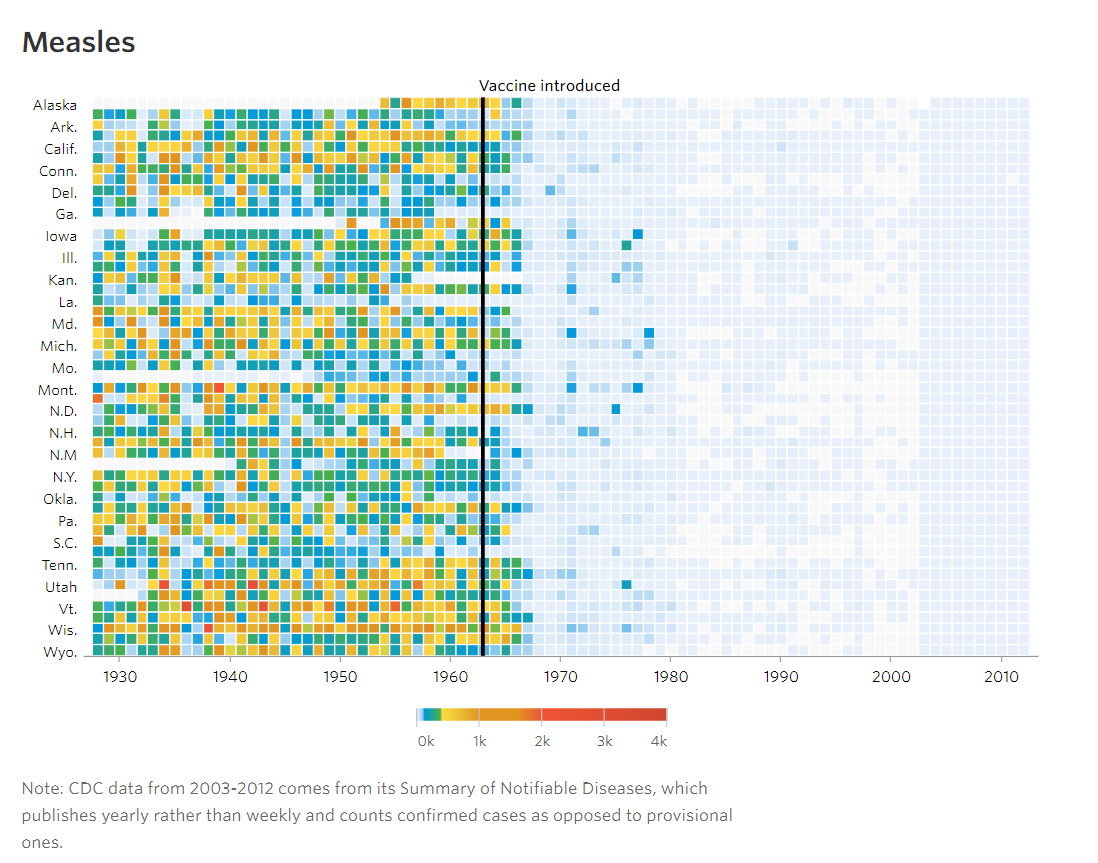 Measles
Vaccine introduced
Alaska
Ark.
Calif.
Conn.
Del.
Ga.
Iowa
Ill.
Kan.
La.
Md.
Mich.
Mo.
Mont.
N.D.
N.H.
N.M
N.Y.
Okla.
Pa.
S.C.
Tenn.
Utah
Vt.
Wis.
Wyo.
1930 1940 1950 1960 1970 1980 1990 2000 2010
0k 1k 2k 3k 4k
Note: CDC data from 2003-2012 comes from its Summary of Notifiable Diseases, which
publishes yearly rather than weekly and counts confirmed cases as opposed to provisional
ones.